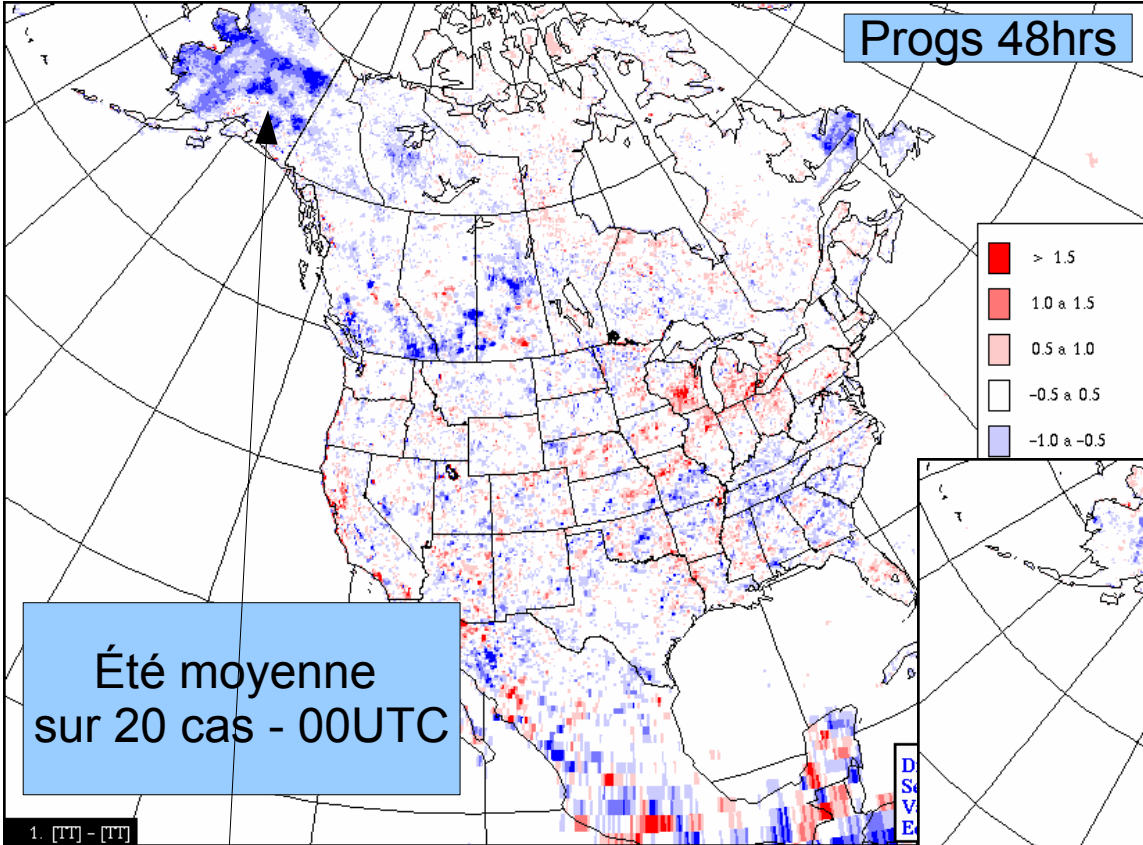 Progs 48hrs
> 1.5
1.0 a 1.5
0.5 a 1.0
-0.5 a 0.5
-1.0 a -0.5
Été moyenne
sur 20 cas - 00UTC
1. [TT] - [TT]